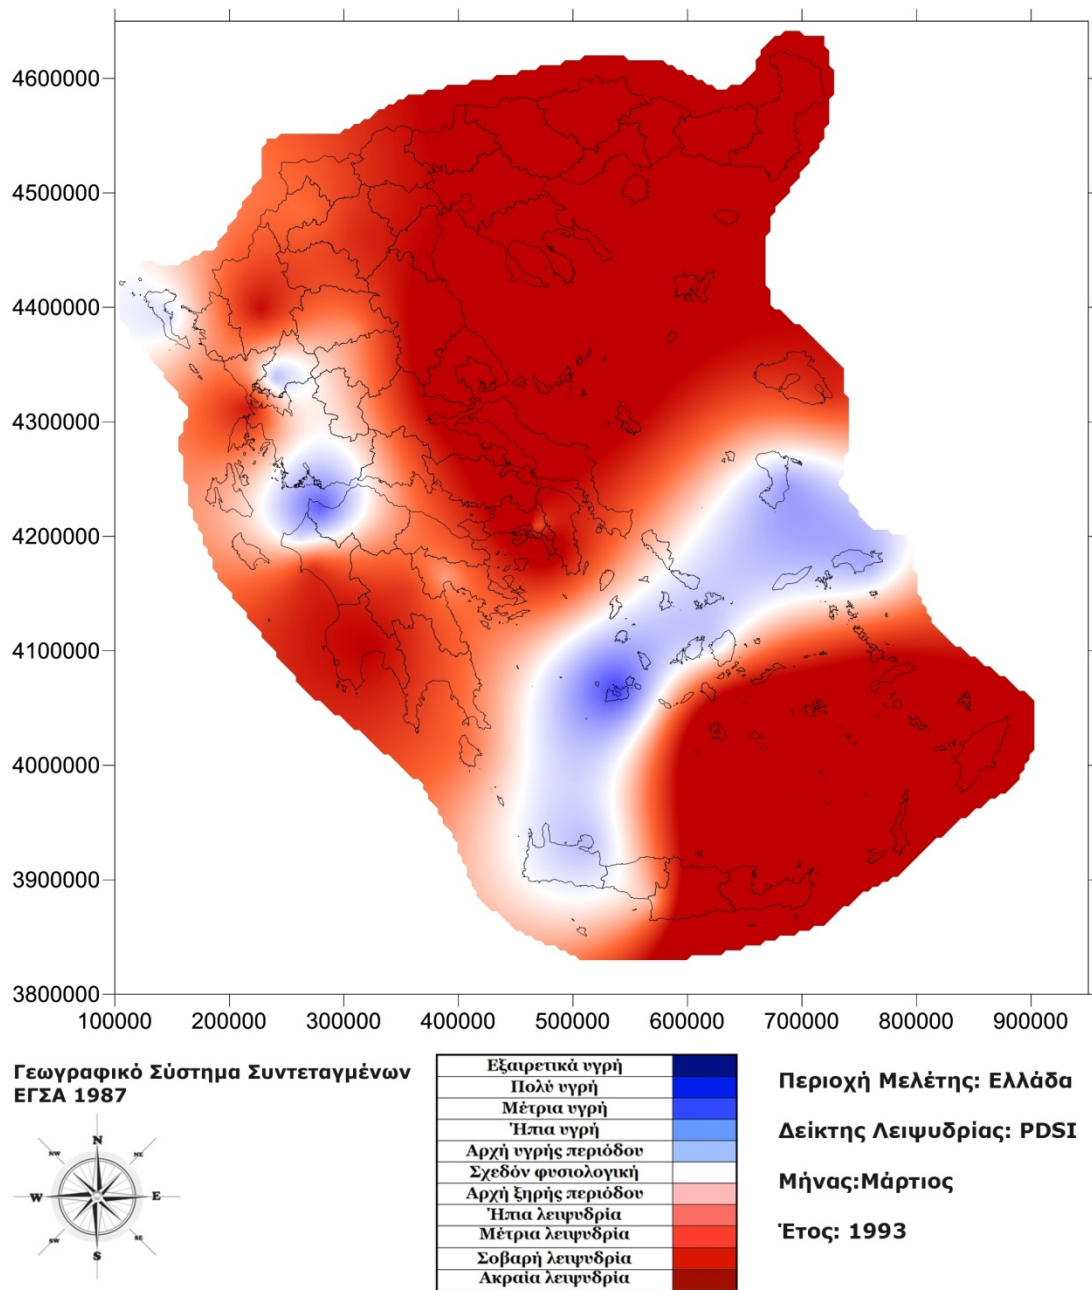 4600000
4500000
4400000
4300000
4200000
4100000
4000000
3900000
3800000
100000 200000 300000 400000 500000 600000 700000 800000 900000
Γεωγραφικό Σύστημα Συντεταγμένων
ΕΓΣΑ 1987
N
NW NE
W E
SW SE
S
Εξαιρετικά υγρή
Πολύ υγρή
Μέτρια υγρή
Ήπια υγρή
Αρχή υγρής περιόδου
Σχεδόν φυσιολογική
Αρχή ξηρής περιόδου
Ήπια λειψυδρία
Μέτρια λειψυδρία
Σοβαρή λειψυδρία
Ακραία λειψυδρία
Περιοχή Μελέτης: Ελλάδα
Δείκτης Λειψυδρίας: PDSI
Μήνας:Μάρτιος
Έτος: 1993